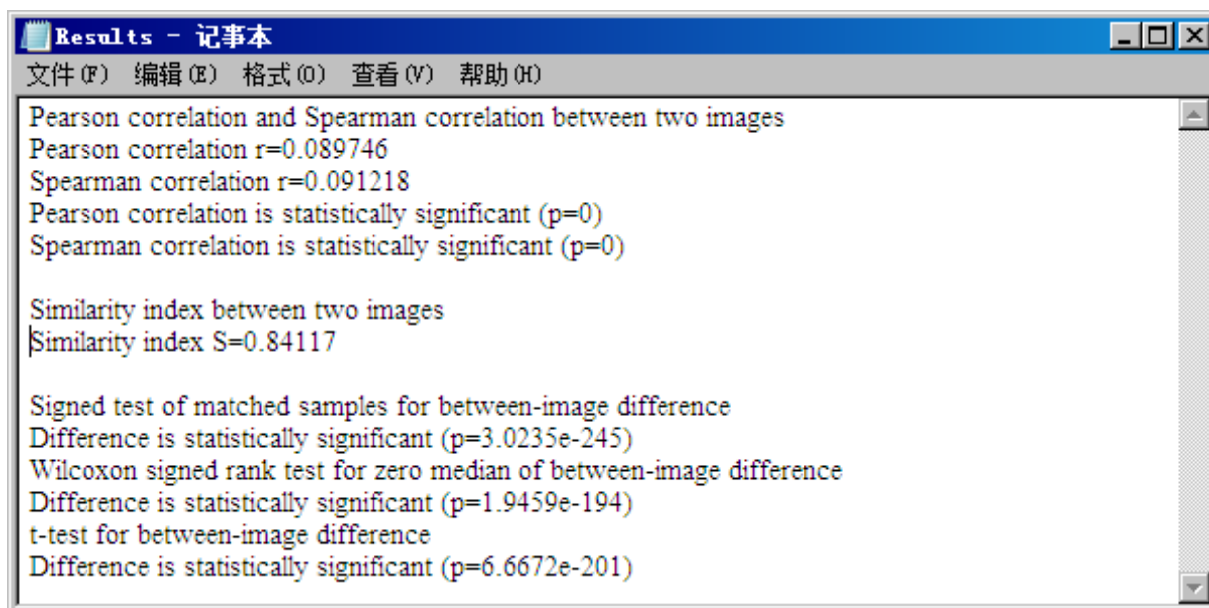 Results - 记事本
文件(F) 编辑(E) 格式(O) 查看(V) 帮助(H)
Pearson correlation and Spearman correlation between two images
Pearson correlation r=0.089746
Spearman correlation r=0.091218
Pearson correlation is statistically significant (p=0)
Spearman correlation is statistically significant (p=0)
Similarity index between two images
Similarity index S=0.84117
Signed test of matched samples for between-image difference
Difference is statistically significant (p=3.0235e-245)
Wilcoxon signed rank test for zero median of between-image difference
Difference is statistically significant (p=1.9459e-194)
t-test for between-image difference
Difference is statistically significant (p=6.6672e-201)